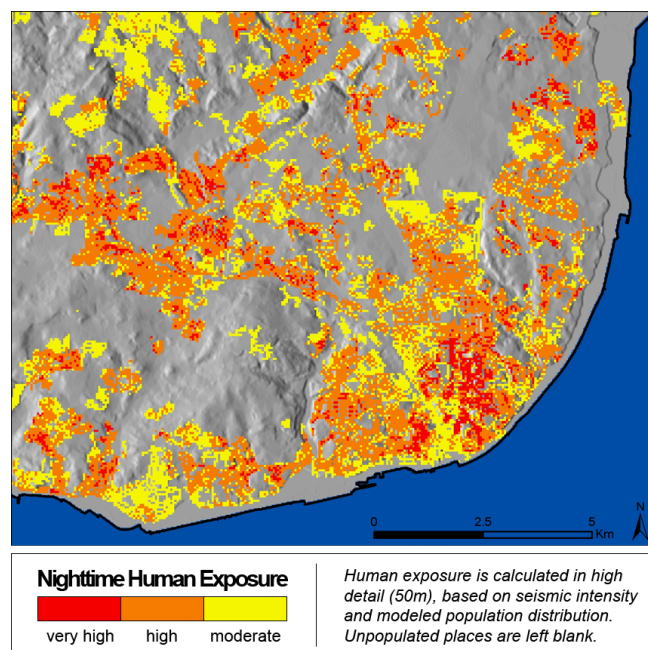 N
0 2.5 5
Km
Nighttime Human Exposure
very high high moderate
Human exposure is calculated in high
detail (50m), based on seismic intensity
and modeled population distribution.
Unpopulated places are left blank.